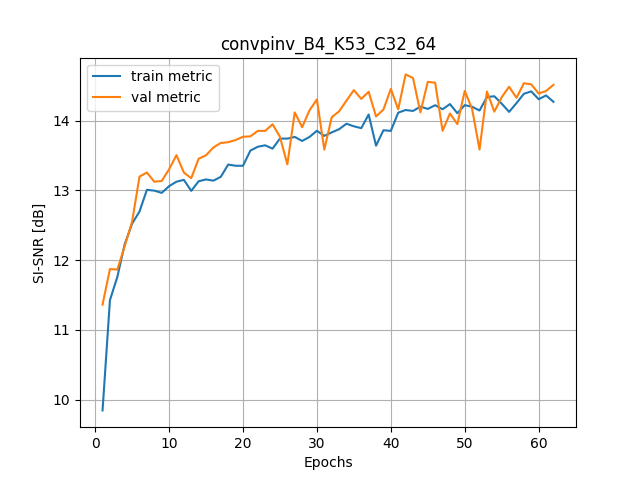 convpinv_B4_K53_C32_64
train metric
val metric
SI-SNR [dB]
14
13
12
11
10
0 10 20 30 40 50 60
Epochs